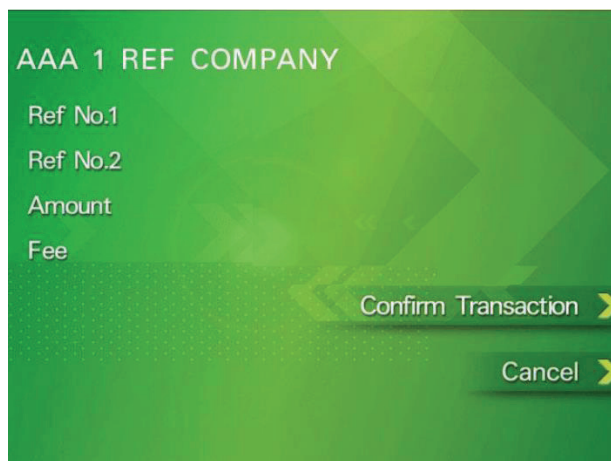 AAA 1 REF COMPANY
Ref No.1
Ref No.2
Amount
Fee
Confirm Transaction
Cancel